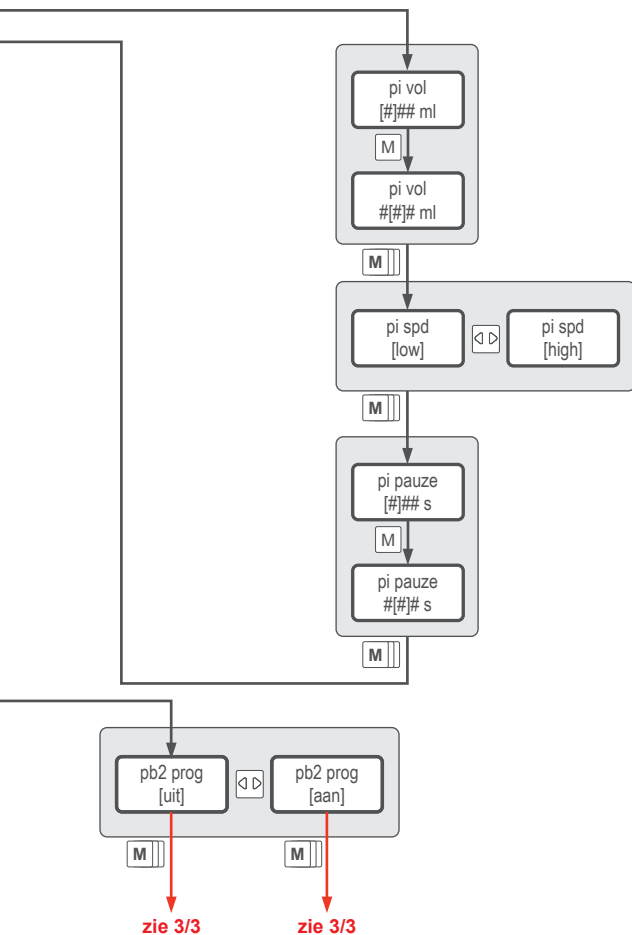 pi vol
[#]## ml
M
pi vol
#[#]# ml
M
pi spd
[low]
pi spd
[high]
M
pi pauze
[#]## s
M
pi pauze
#[#]# s
M
pb2 prog
[uit]
pb2 prog
[aan]
M
M
zie 3/3
zie 3/3